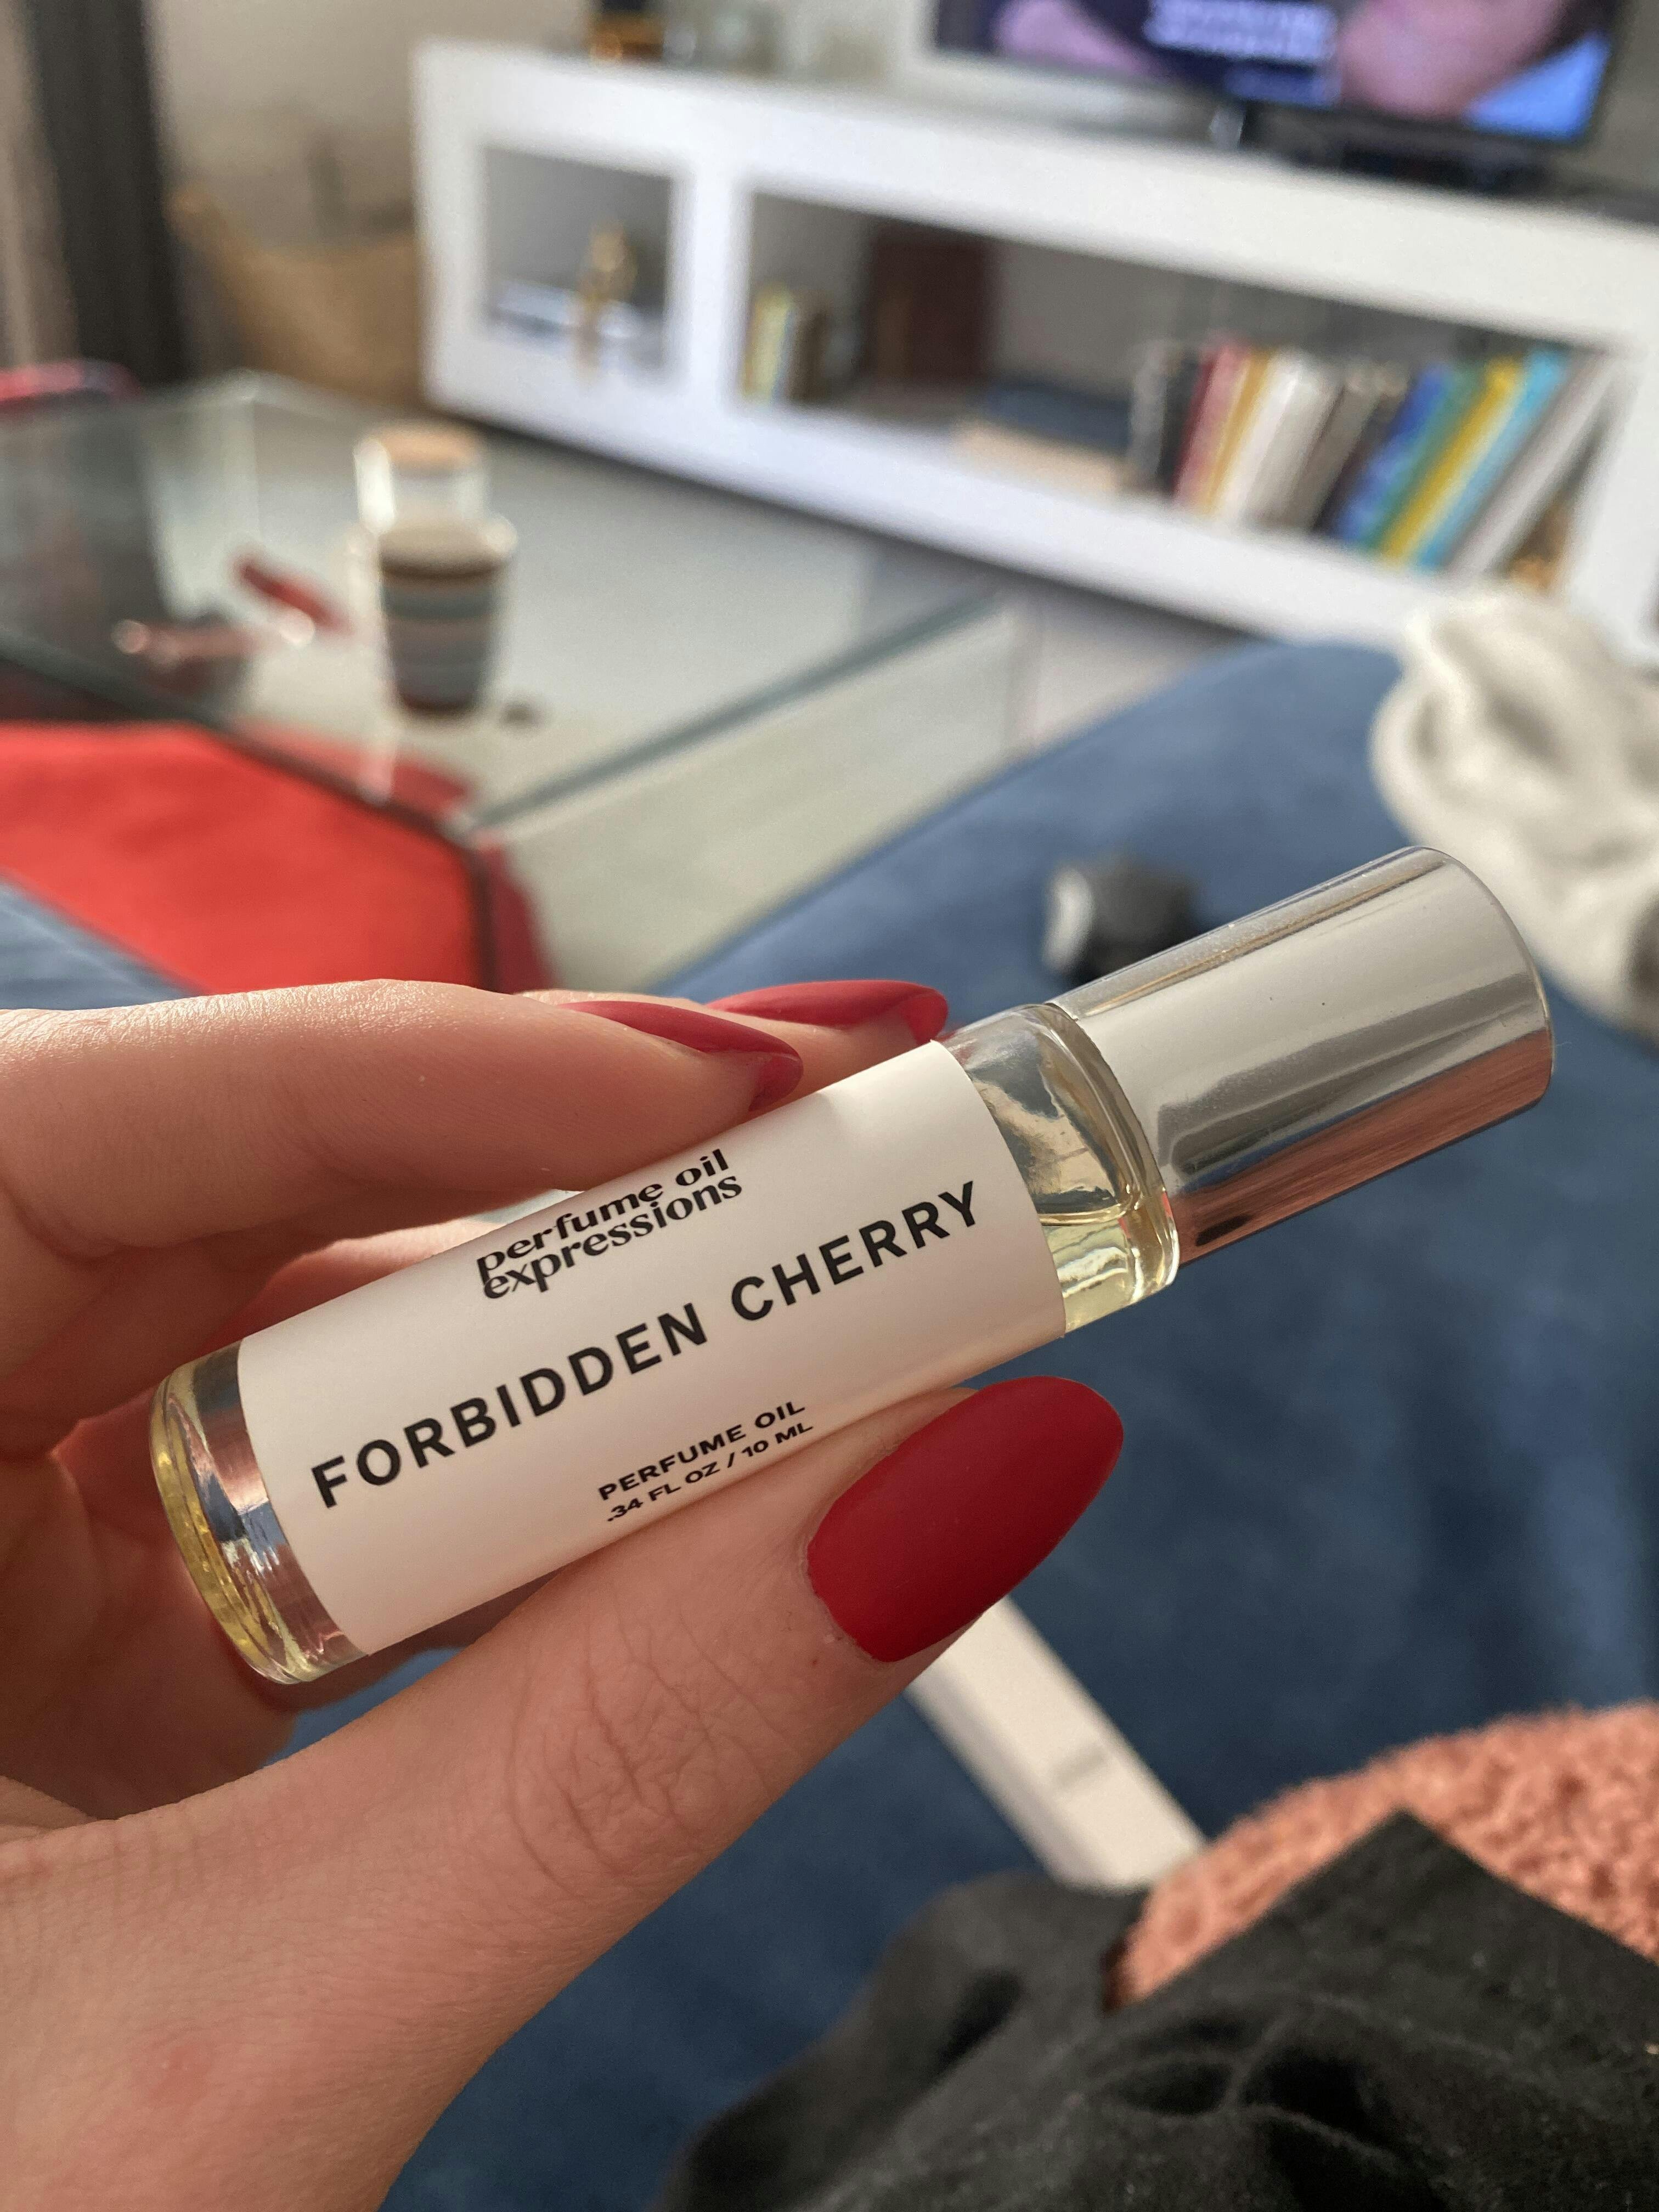 perfume oil
expressions
FORBIDDEN CHERRY
PERFUME OIL
.34 FL OZ / 10 ML